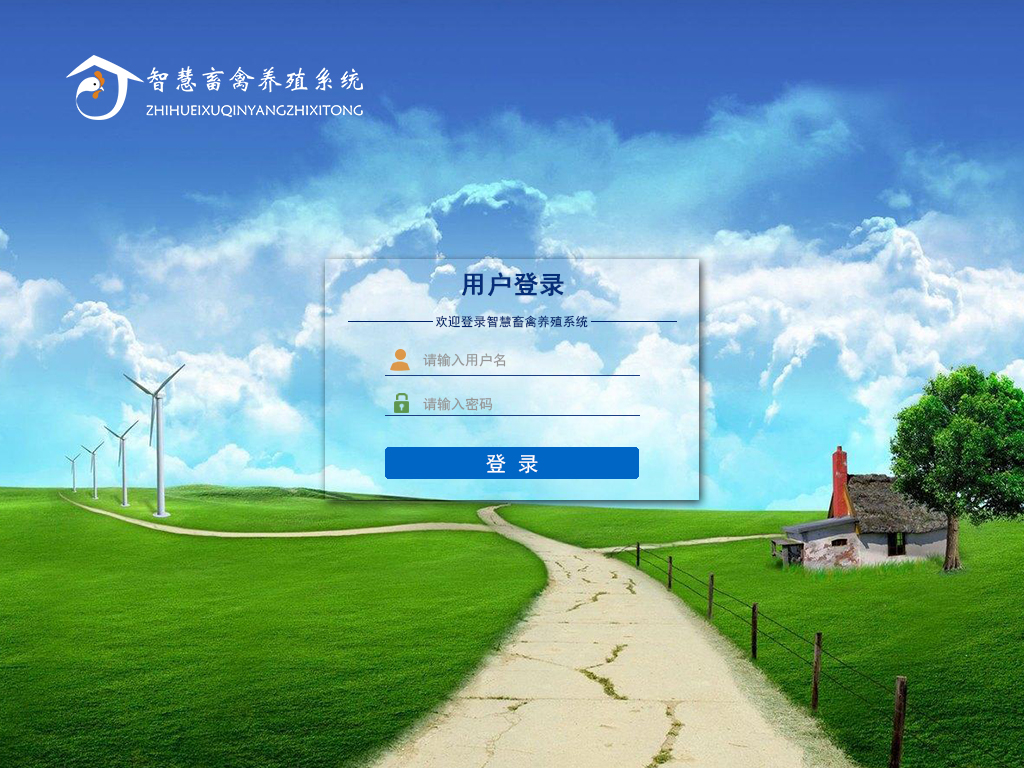 智慧畜禽养殖系统
ZHIHUEIXUQINYANGZHIXITONG
用户登录
欢迎登录智慧畜禽养殖系统
请输入用户名
请输入密码
登 录